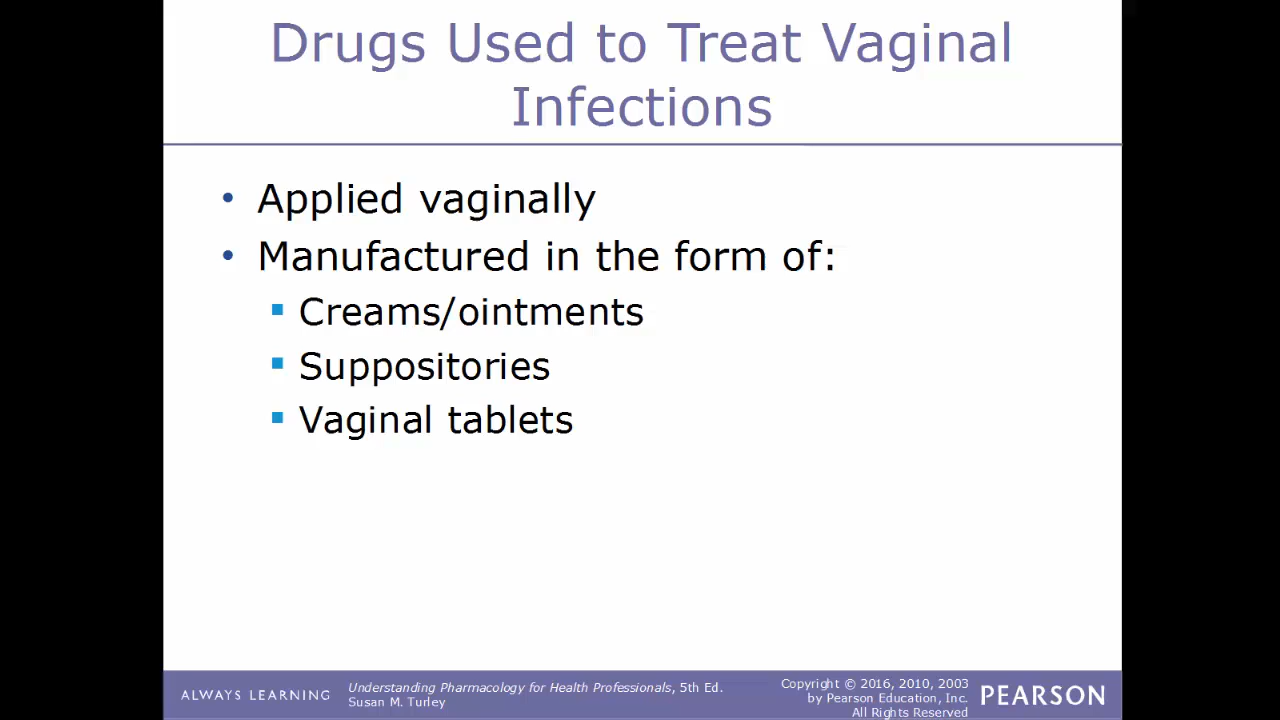 Drugs Used to Treat Vaginal
Infections
• Applied vaginally
• Manufactured in the form of:
▪ Creams/ointments
▪ Suppositories
▪ Vaginal tablets
ALWAYS LEARNING
Understanding Pharmacology for Health Professionals, 5th Ed.
Susan M. Turley
Copyright © 2016, 2010, 2003
by Pearson Education, Inc.
All Rights Reserved
PEARSON